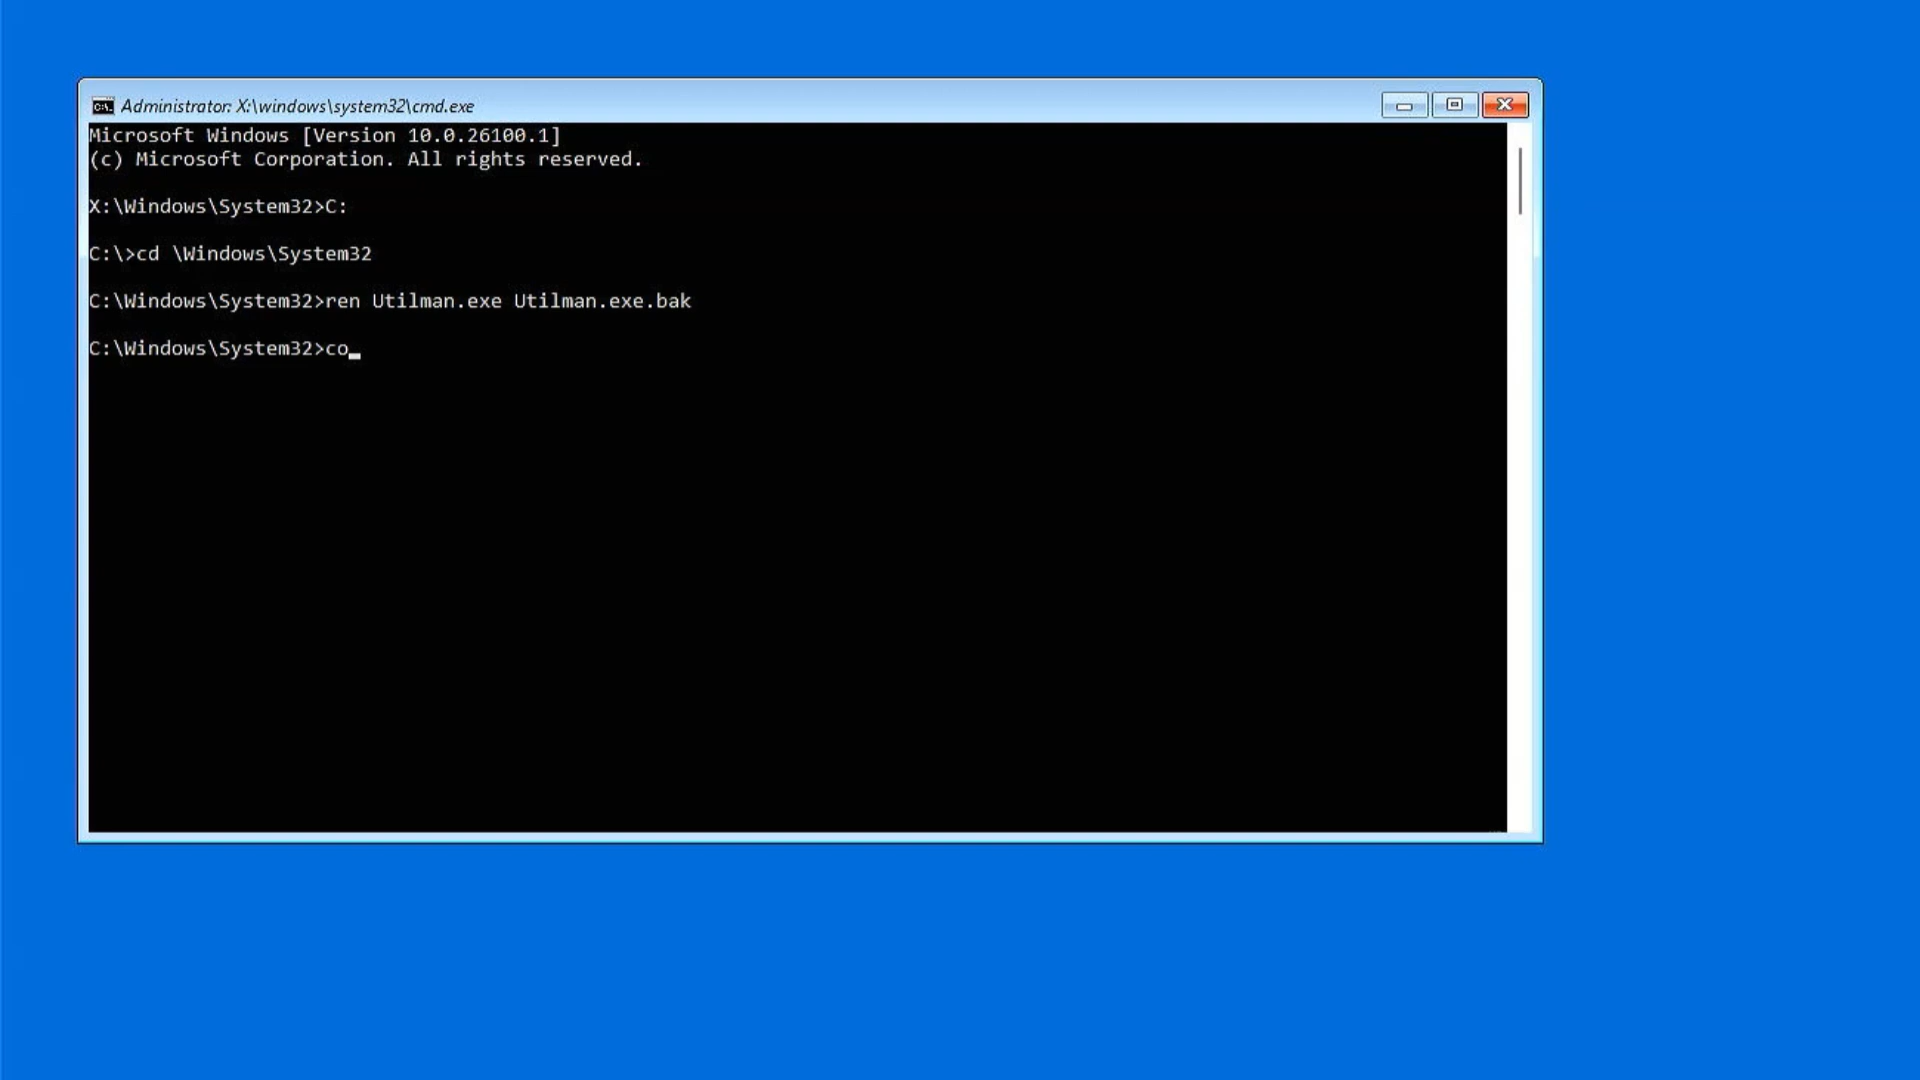 Administrator: X:\windows\system32\cmd.exe
Microsoft Windows [Version 10.0.26100.1]
(c) Microsoft Corporation. All rights reserved.
X:\Windows\System32>C:
C:\>cd \Windows\System32
C:\Windows\System32>ren Utilman.exe Utilman.exe.bak
C:\Windows\System32>co